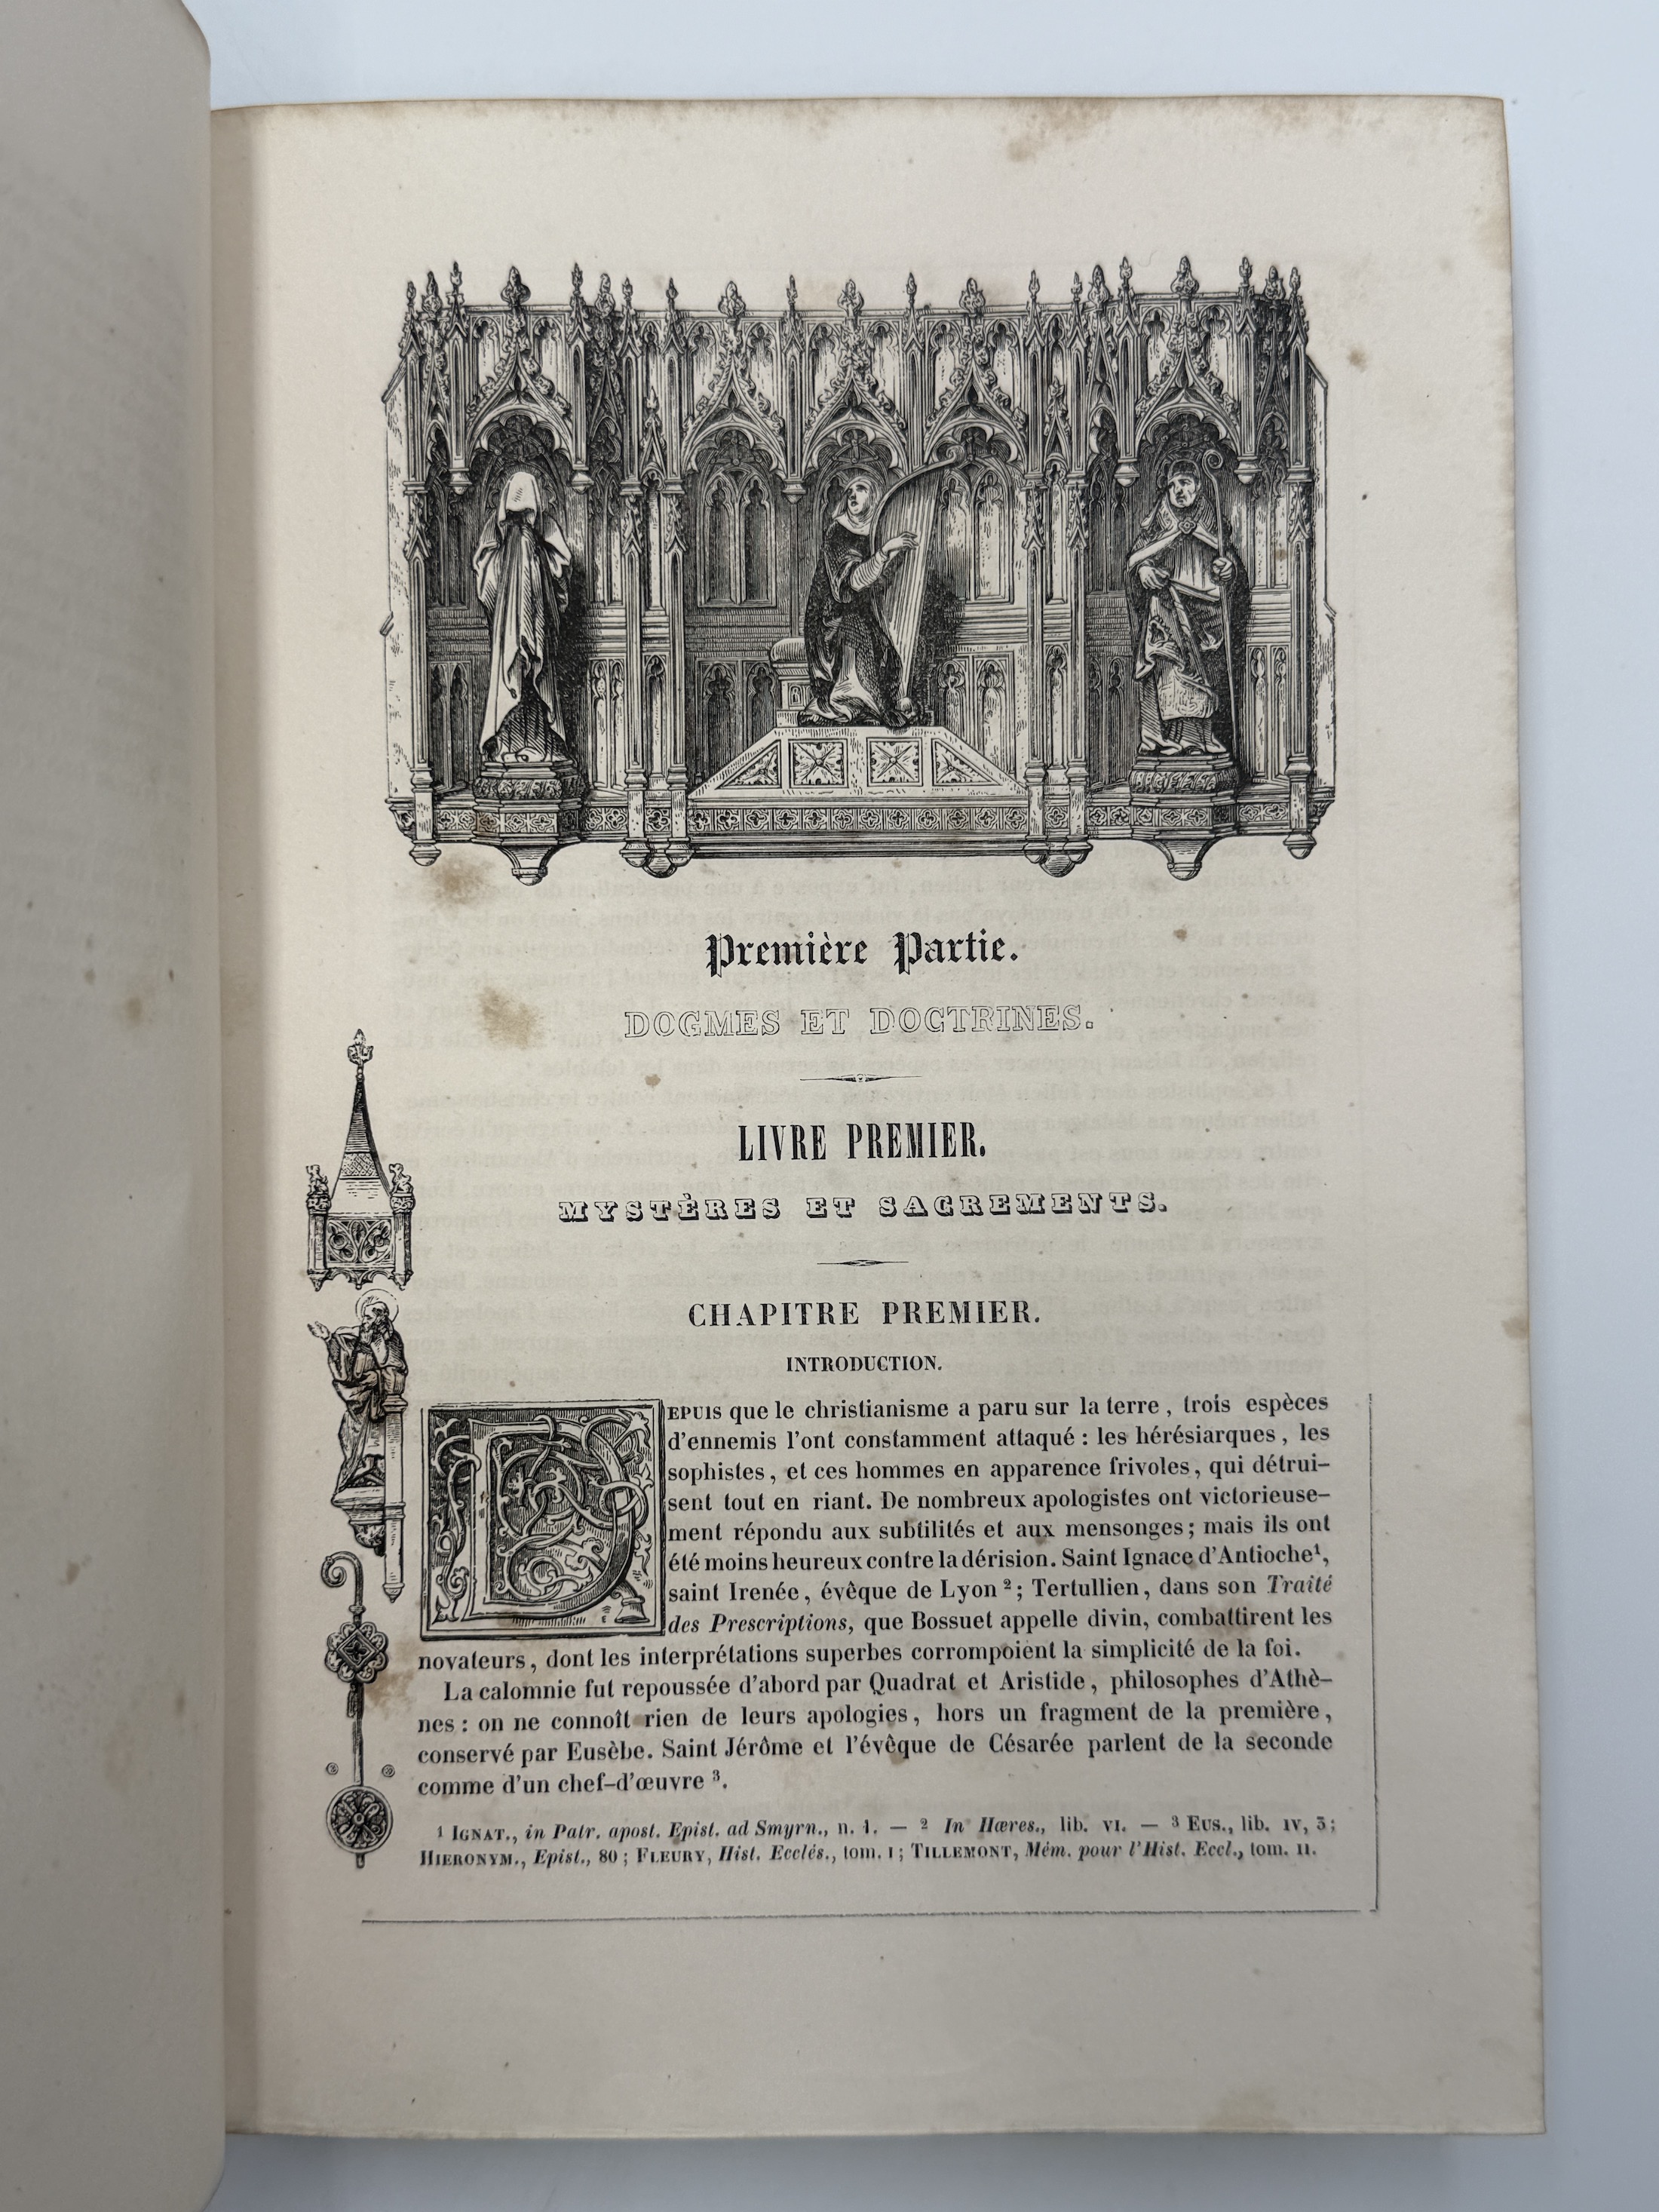 Première Partie.
DOGMES ET DOCTRINES.
LIVRE PREMIER.
MYSTÈRES ET SACREMENTS.
CHAPITRE PREMIER.
INTRODUCTION.
DEPUIS que le christianisme a paru sur la terre, trois espèces
d'ennemis l'ont constamment attaqué : les hérésiarques, les
sophistes, et ces hommes en apparence frivoles, qui détrui-
sent tout en riant. De nombreux apologistes ont victorieuse-
ment répondu aux subtilités et aux mensonges; mais ils ont
été moins heureux contre la dérision. Saint Ignace d'Antioche¹,
saint Irenée, évêque de Lyon ²; Tertullien, dans son Traité
des Prescriptions, que Bossuet appelle divin, combattirent les
novateurs, dont les interprétations superbes corrompoient la simplicité de la foi.
La calomnie fut repoussée d'abord par Quadrat et Aristide, philosophes d'Athè-
nes : on ne connoît rien de leurs apologies, hors un fragment de la première,
conservé par Eusèbe. Saint Jérôme et l'évêque de Césarée parlent de la seconde
comme d'un chef-d'œuvre ³.
¹ IGNAT., in Patr. apost. Epist. ad Smyrn., n. 1. — ² In Hæres., lib. VI. — ³ EUS., lib. IV, 3;
HIERONYM., Epist., 80; FLEURY, Hist. Ecclés., tom. I; TILLEMONT, Mém. pour l'Hist. Eccl., tom. II.